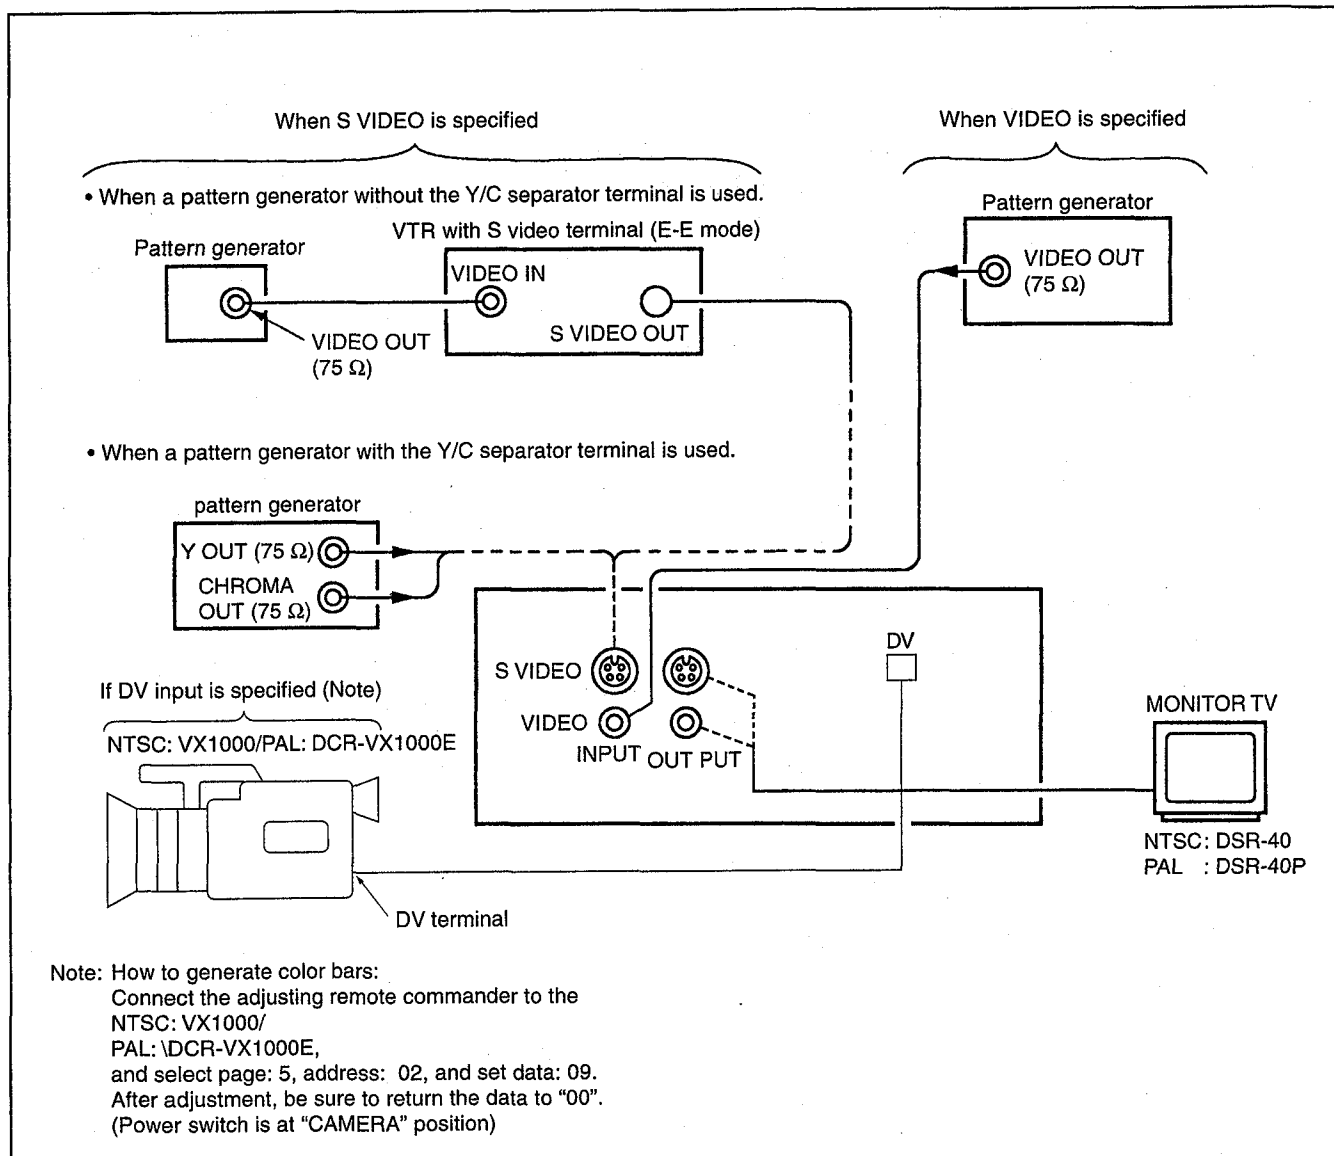 When S VIDEO is specified
When VIDEO is specified
• When a pattern generator without the Y/C separator terminal is used.
Pattern generator
VTR with S video terminal (E-E mode)
VIDEO IN
S VIDEO OUT
VIDEO OUT
(75 Ω)
Pattern generator
VIDEO OUT
(75 Ω)
• When a pattern generator with the Y/C separator terminal is used.
pattern generator
Y OUT (75 Ω)
CHROMA
OUT (75 Ω)
S VIDEO
VIDEO
INPUT
OUT PUT
DV
If DV input is specified (Note)
NTSC: VX1000/PAL: DCR-VX1000E
DV terminal
MONITOR TV
NTSC: DSR-40
PAL : DSR-40P
Note: How to generate color bars:
Connect the adjusting remote commander to the
NTSC: VX1000/
PAL: \DCR-VX1000E,
and select page: 5, address: 02, and set data: 09.
After adjustment, be sure to return the data to “00”.
(Power switch is at “CAMERA” position)